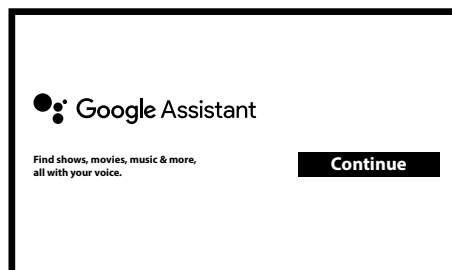 Google Assistant
Find shows, movies, music & more,
all with your voice.
Continue